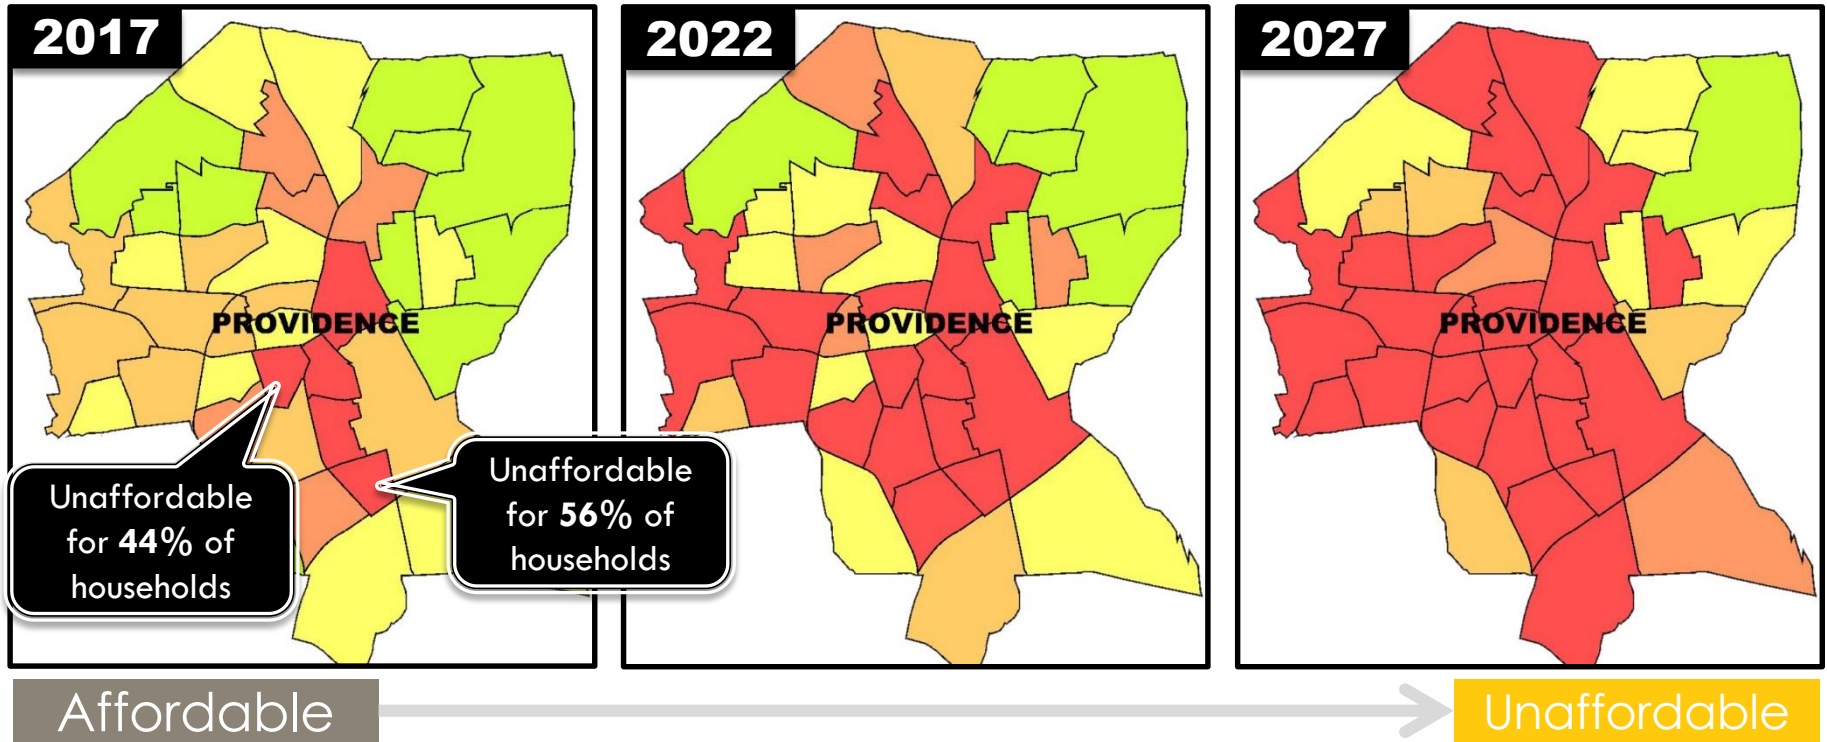 2017
2022
2027
PROVIDENCE
PROVIDENCE
PROVIDENCE
Unaffordable
for 44% of
households
Unaffordable
for 56% of
households
Affordable
Unaffordable